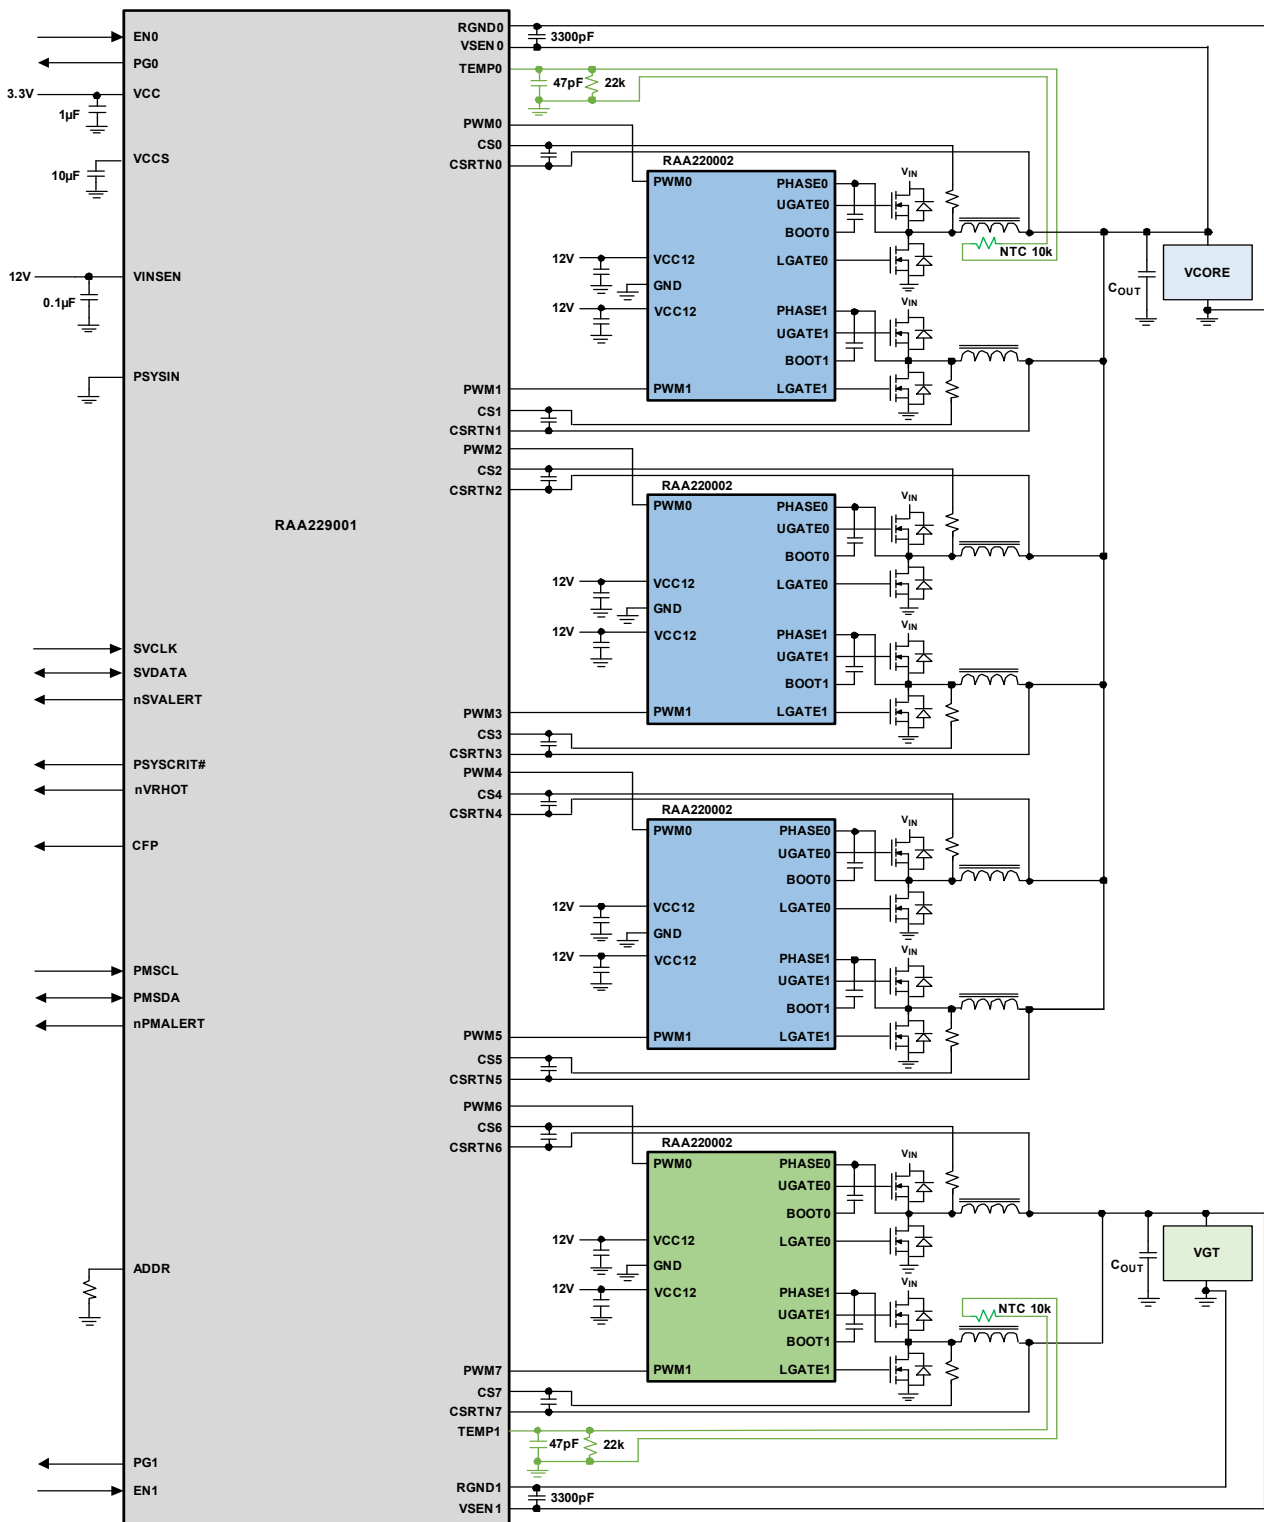 EN0
PG0
3.3V
VCC
1µF
VCCS
10µF
12V
VINSEN
0.1µF
PSYSIN
RAA229001
SVCLK
SVDATA
nSVALERT
PSYSCRIT#
nVRHOT
CFP
PMSCL
PMSDA
nPMALERT
ADDR
PG1
EN1
RGND0
3300pF
VSEN0
TEMP0
47pF
22k
PWM0
CS0
CSRTN0
RAA220002
PWM0
PHASE0
UGATE0
BOOT0
LGATE0
12V
VCC12
GND
12V
VCC12
PHASE1
UGATE1
BOOT1
LGATE1
PWM1
VIN
VIN
NTC 10k
COUT
VCORE
PWM1
CS1
CSRTN1
PWM2
CS2
CSRTN2
RAA220002
PWM0
PHASE0
UGATE0
BOOT0
LGATE0
12V
VCC12
GND
12V
VCC12
PHASE1
UGATE1
BOOT1
LGATE1
PWM1
VIN
VIN
PWM3
CS3
CSRTN3
PWM4
CS4
CSRTN4
RAA220002
PWM0
PHASE0
UGATE0
BOOT0
LGATE0
12V
VCC12
GND
12V
VCC12
PHASE1
UGATE1
BOOT1
LGATE1
PWM1
VIN
VIN
PWM5
CS5
CSRTN5
PWM6
CS6
CSRTN6
RAA220002
PWM0
PHASE0
UGATE0
BOOT0
LGATE0
12V
VCC12
GND
12V
VCC12
PHASE1
UGATE1
BOOT1
LGATE1
PWM1
VIN
VIN
NTC 10k
COUT
VGT
PWM7
CS7
CSRTN7
TEMP1
47pF
22k
RGND1
3300pF
VSEN1